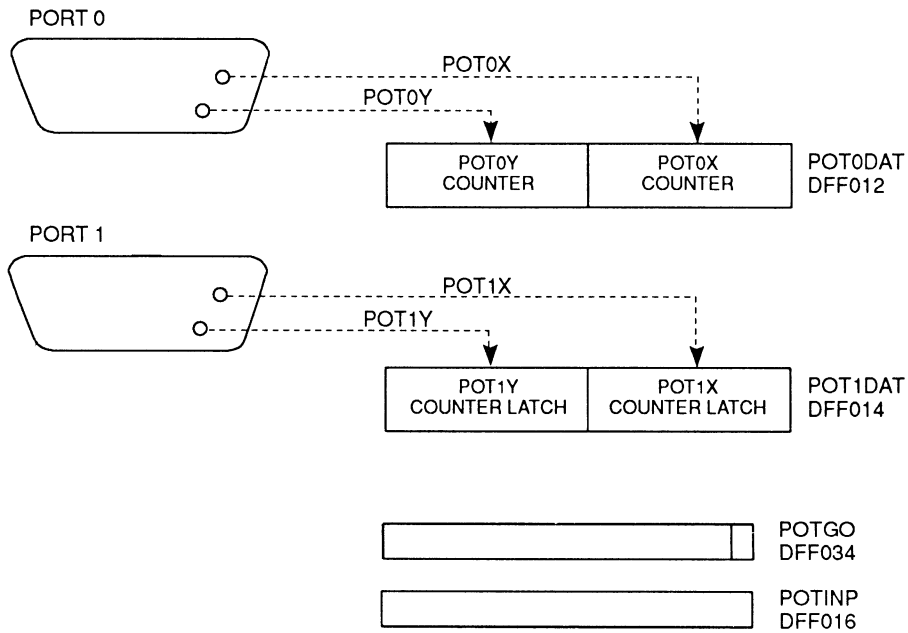 PORT 0
POT0X
POT0Y
POT0Y
COUNTER
POT0X
COUNTER
POT0DAT
DFF012
PORT 1
POT1X
POT1Y
POT1Y
COUNTER LATCH
POT1X
COUNTER LATCH
POT1DAT
DFF014
POTGO
DFF034
POTINP
DFF016